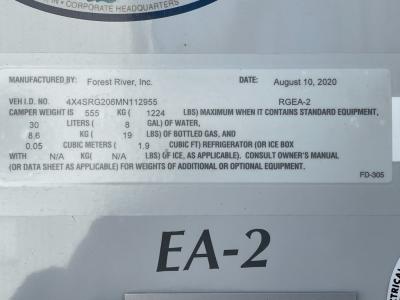 IN - CORPORATE HEADQUARTERS
MANUFACTURED BY: Forest River, Inc. DATE: August 10, 2020
VEH I.D. NO. 4X4SRG206MN112955 RGEA-2
CAMPER WEIGHT IS 555 KG ( 1224 LBS) MAXIMUM WHEN IT CONTAINS STANDARD EQUIPMENT,
30 LITERS ( 8 GAL) OF WATER,
8.6 KG ( 19 LBS) OF BOTTLED GAS, AND
0.05 CUBIC METERS ( 1.9 CUBIC FT) REFRIGERATOR (OR ICE BOX
WITH N/A KG ( N/A LBS) OF ICE, AS APPLICABLE). CONSULT OWNER'S MANUAL
(OR DATA SHEET AS APPLICABLE) FOR WEIGHTS OF ADDITIONAL OR OPTIONAL EQUIPMENT.
FD-305
EA-2